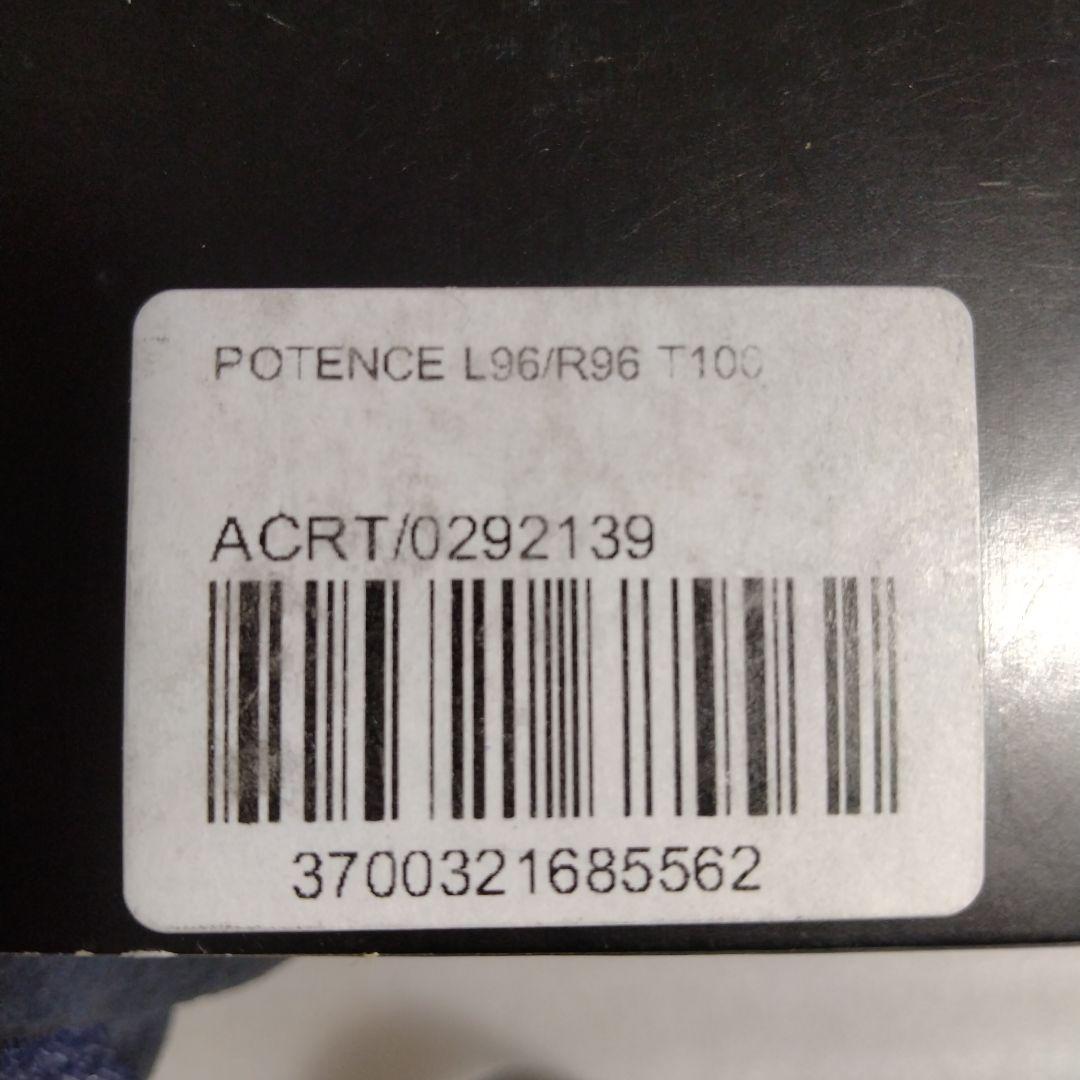 POTENCE L96/R96 T100
ACRT/0292139
3700321685562